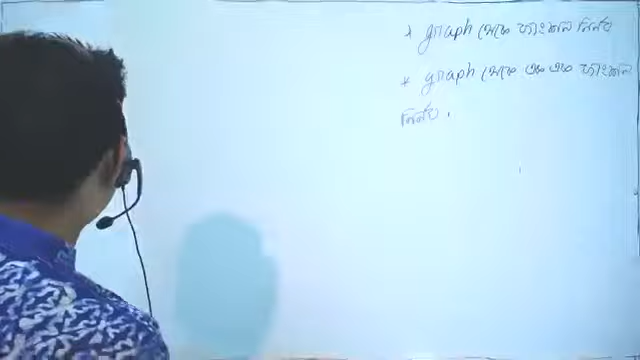 * graph থেকে ফাংশন নির্ণয়
* graph থেকে এক এক ফাংশন
নির্ণয় .